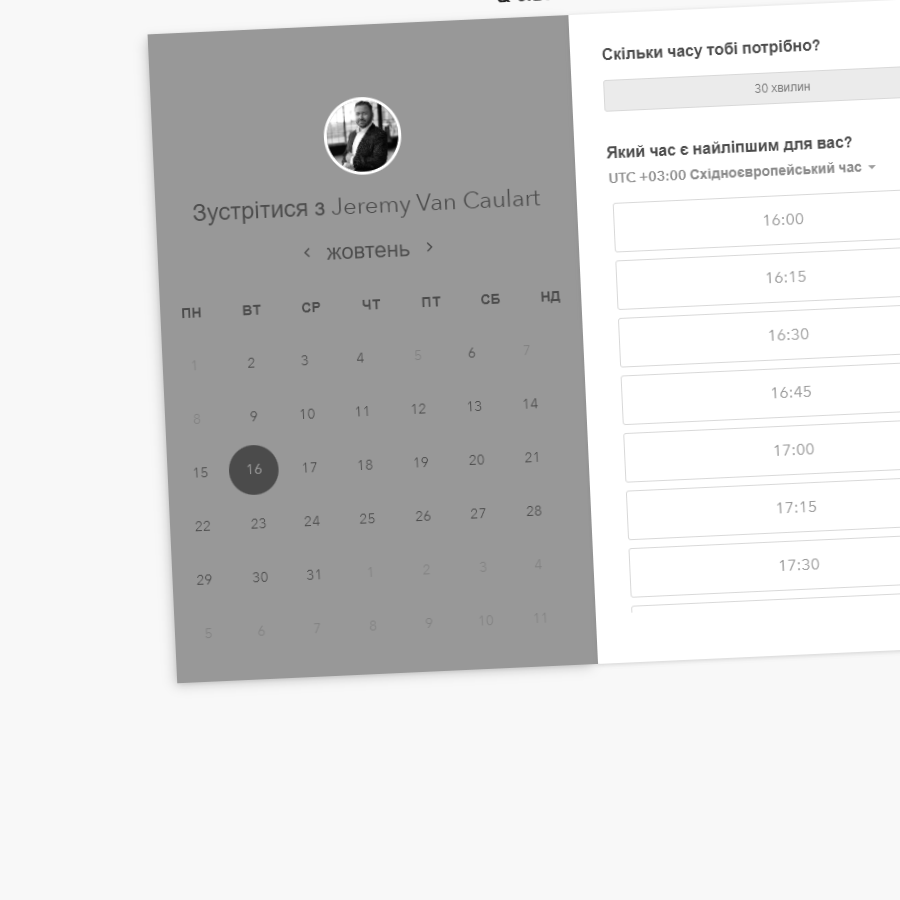 Зустрітися з Jeremy Van Caulart
жовтень
ПН ВТ СР ЧТ ПТ СБ НД
1 2 3 4 5 6 7
8 9 10 11 12 13 14
15 16 17 18 19 20 21
22 23 24 25 26 27 28
29 30 31 1 2 3 4
5 6 7 8 9 10 11
Скільки часу тобі потрібно?
30 хвилин
Який час є найліпшим для вас?
UTC +03:00 Східноєвропейський час
16:00
16:15
16:30
16:45
17:00
17:15
17:30